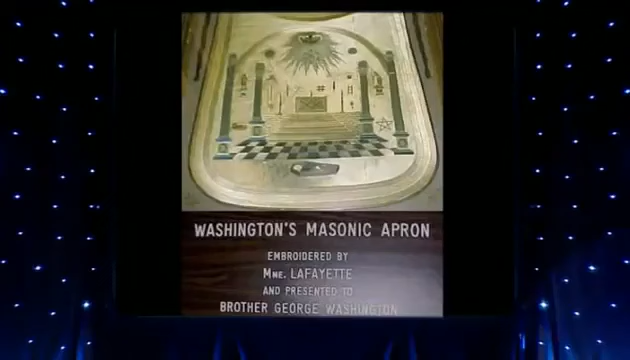 WASHINGTON'S MASONIC APRON
EMBROIDERED BY
MME. LAFAYETTE
AND PRESENTED TO
BROTHER GEORGE WASHINGTON